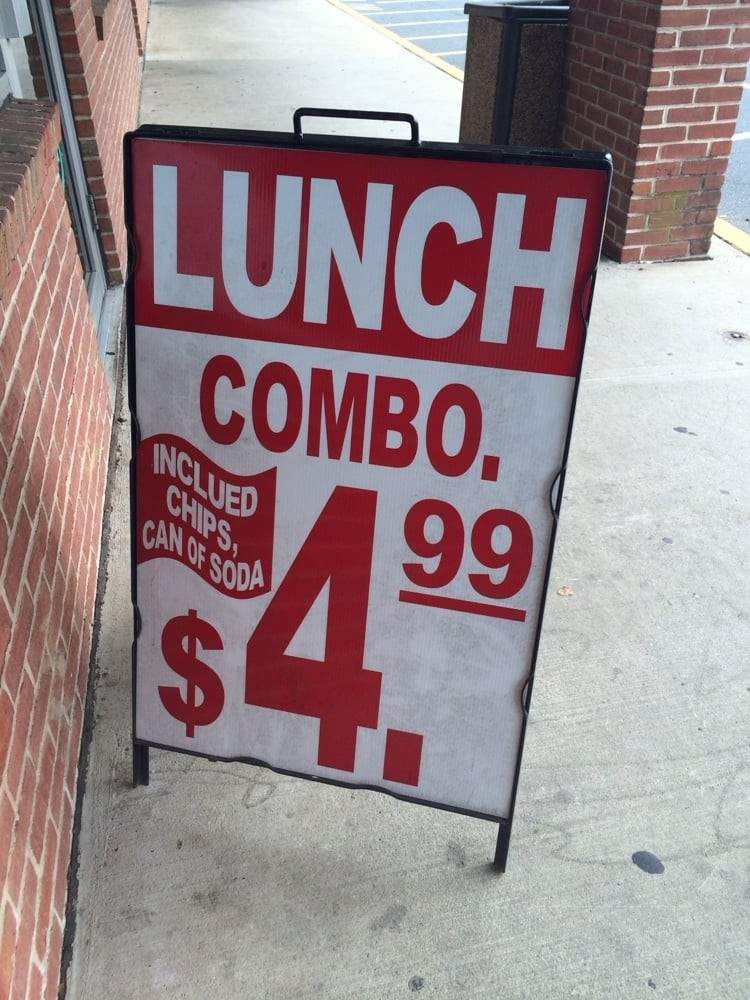 LUNCH
COMBO.
INCLUED
CHIPS,
CAN OF SODA
$4.99